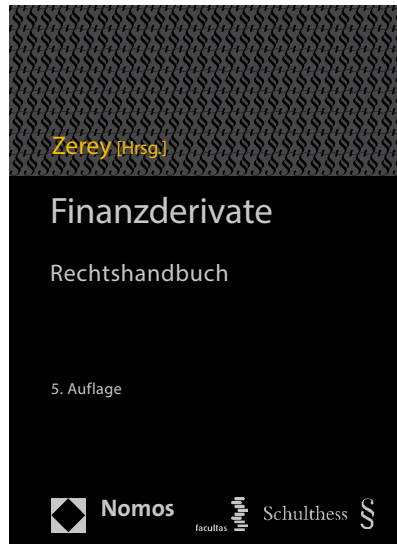 Zerey [Hrsg.]
Finanzderivate
Rechtshandbuch
5. Auflage
Nomos
facultas
Schulthess §